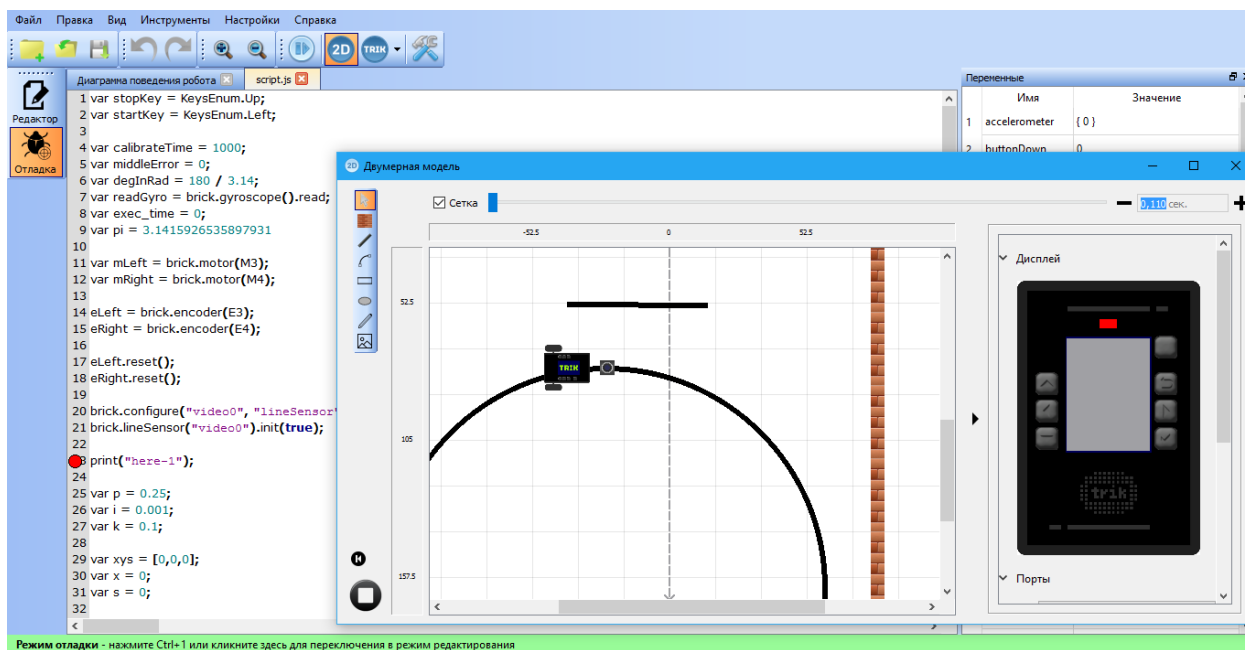 Файл Правка Вид Инструменты Настройки Справка
2D TRIK
Редактор
Отладка
Диаграмма поведения робота script.js
1 var stopKey = KeysEnum.Up;
2 var startKey = KeysEnum.Left;
3
4 var calibrateTime = 1000;
5 var middleError = 0;
6 var degInRad = 180 / 3.14;
7 var readGyro = brick.gyroscope().read;
8 var exec_time = 0;
9 var pi = 3.1415926535897931
10
11 var mLeft = brick.motor(M3);
12 var mRight = brick.motor(M4);
13
14 eLeft = brick.encoder(E3);
15 eRight = brick.encoder(E4);
16
17 eLeft.reset();
18 eRight.reset();
19
20 brick.configure("video0", "lineSensor"
21 brick.lineSensor("video0").init(true);
22
3 print("here-1");
24
25 var p = 0.25;
26 var i = 0.001;
27 var k = 0.1;
28
29 var xys = [0,0,0];
30 var x = 0;
31 var s = 0;
32
Переменные
Имя Значение
1 accelerometer { 0 }
2 buttonDown 0
2D Двумерная модель
Сетка
0,110 сек.
-52.5 0 52.5
52.5
105
157.5
TRIK
Дисплей
trik
Порты
Режим отладки - нажмите Ctrl+1 или кликните здесь для переключения в режим редактирования